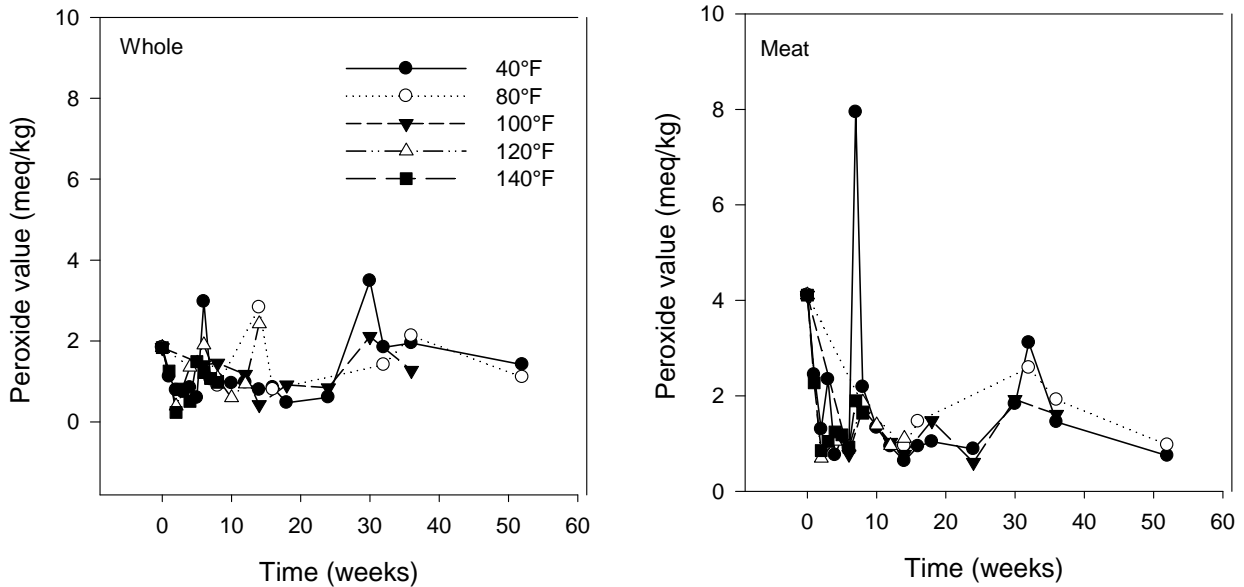 Whole
40°F
80°F
100°F
120°F
140°F
10
8
6
4
2
0
Peroxide value (meq/kg)
0 10 20 30 40 50 60
Time (weeks)
Meat
10
8
6
4
2
0
Peroxide value (meq/kg)
0 10 20 30 40 50 60
Time (weeks)